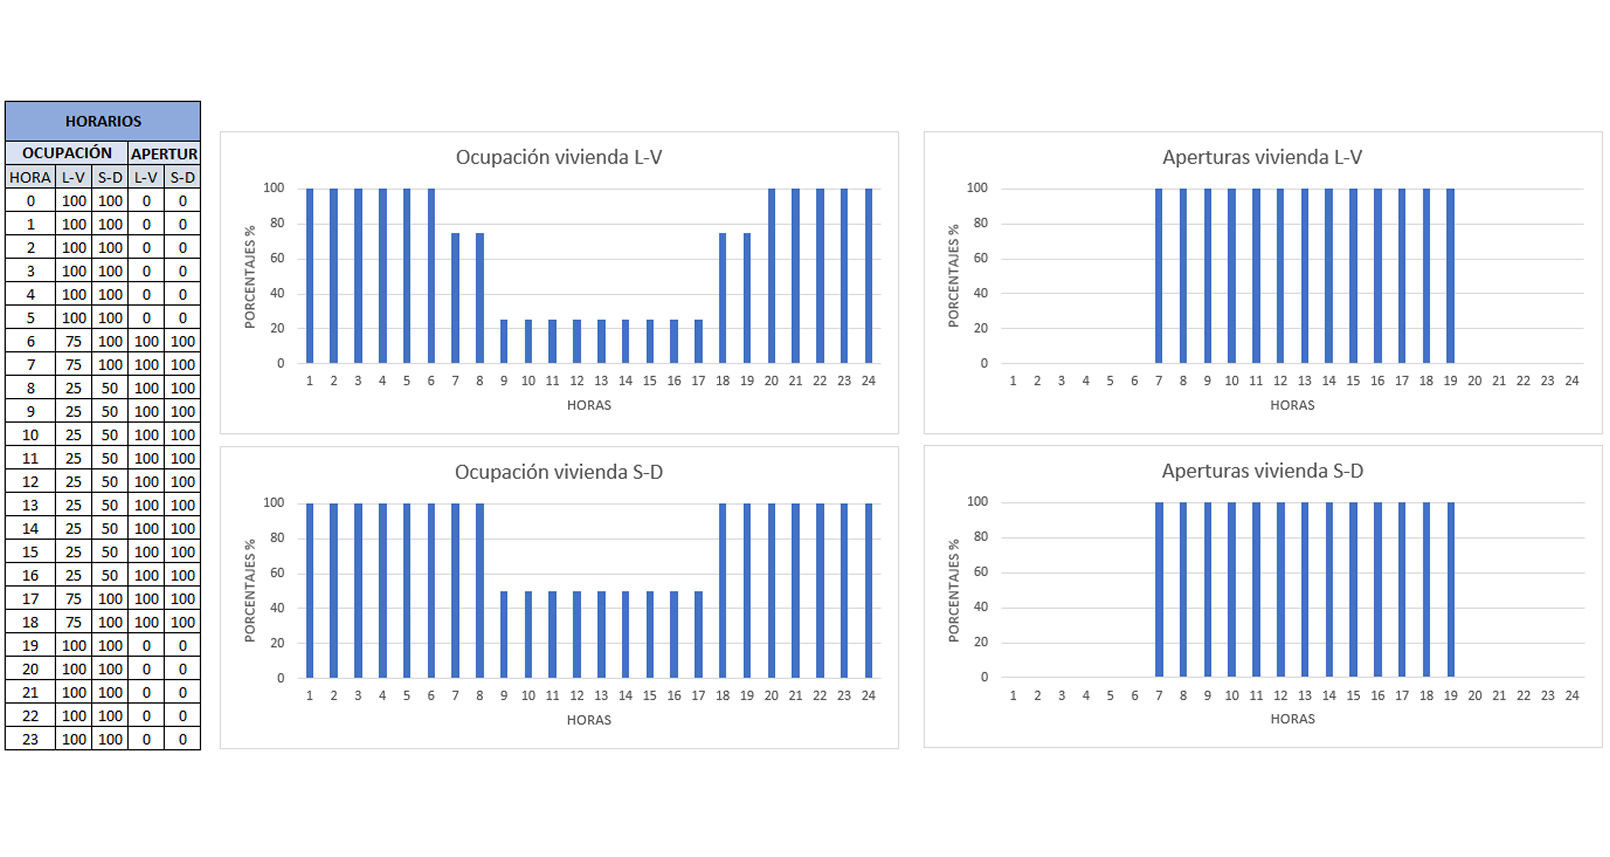 HORARIOS
OCUPACIÓN APERTUR
HORA L-V S-D L-V S-D
0 100 100 0 0
1 100 100 0 0
2 100 100 0 0
3 100 100 0 0
4 100 100 0 0
5 100 100 0 0
6 75 100 100 100
7 75 100 100 100
8 25 50 100 100
9 25 50 100 100
10 25 50 100 100
11 25 50 100 100
12 25 50 100 100
13 25 50 100 100
14 25 50 100 100
15 25 50 100 100
16 25 50 100 100
17 75 100 100 100
18 75 100 100 100
19 100 100 0 0
20 100 100 0 0
21 100 100 0 0
22 100 100 0 0
23 100 100 0 0
Ocupación vivienda L-V
PORCENTAJES %
100
80
60
40
20
0
1 2 3 4 5 6 7 8 9 10 11 12 13 14 15 16 17 18 19 20 21 22 23 24
HORAS
Aperturas vivienda L-V
PORCENTAJES %
100
80
60
40
20
0
1 2 3 4 5 6 7 8 9 10 11 12 13 14 15 16 17 18 19 20 21 22 23 24
HORAS
Ocupación vivienda S-D
PORCENTAJES %
100
80
60
40
20
0
1 2 3 4 5 6 7 8 9 10 11 12 13 14 15 16 17 18 19 20 21 22 23 24
HORAS
Aperturas vivienda S-D
PORCENTAJES %
100
80
60
40
20
0
1 2 3 4 5 6 7 8 9 10 11 12 13 14 15 16 17 18 19 20 21 22 23 24
HORAS